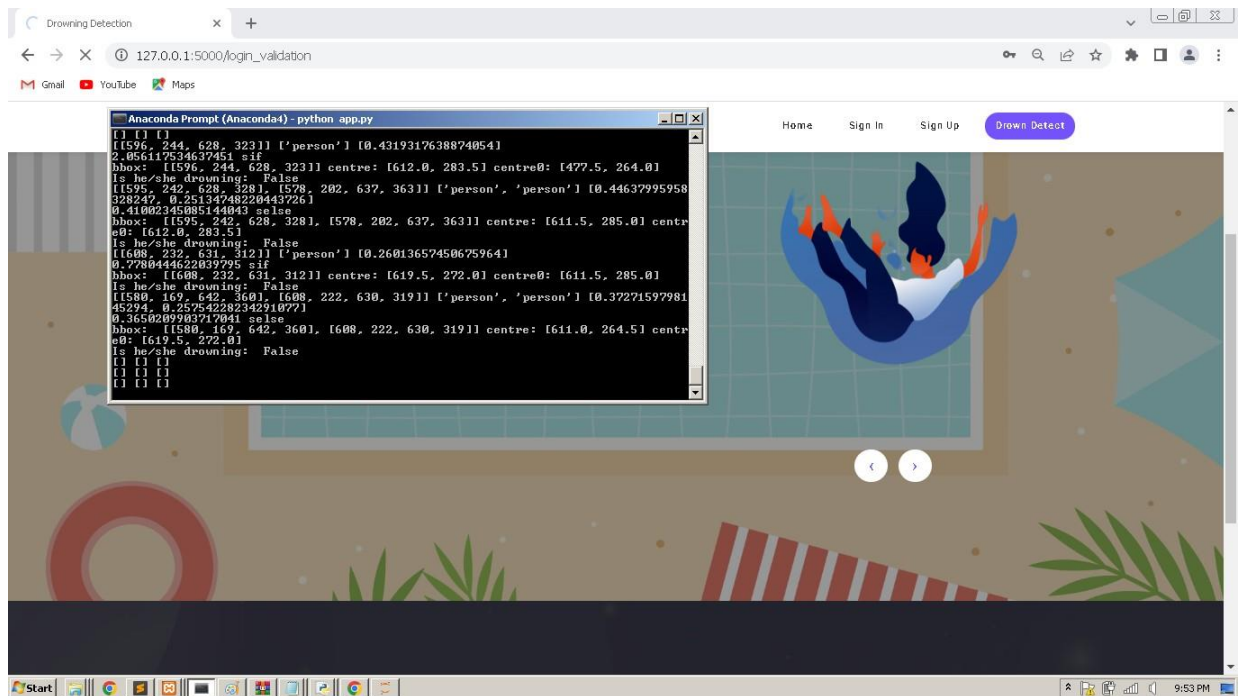 Drowning Detection
127.0.0.1:5000/login_validation
Gmail YouTube Maps
Anaconda Prompt (Anaconda4) - python app.py
[] [] []
[[596, 244, 628, 323]] ['person'] [0.4319317638874054]
2.056117534637451 sif
bbox: [[596, 244, 628, 323]] centre: [612.0, 283.5] centre0: [477.5, 264.0]
Is he/she drowning: False
[[595, 242, 628, 328], [578, 202, 637, 363]] ['person', 'person'] [0.44637995958
328247, 0.25134748220443726]
0.41002345085144043 selse
bbox: [[595, 242, 628, 328], [578, 202, 637, 363]] centre: [611.5, 285.0] centr
e0: [612.0, 283.5]
Is he/she drowning: False
[[608, 232, 631, 312]] ['person'] [0.26013657450675964]
0.7780444622039795 sif
bbox: [[608, 232, 631, 312]] centre: [619.5, 272.0] centre0: [611.5, 285.0]
Is he/she drowning: False
[[580, 169, 642, 360], [608, 222, 630, 319]] ['person', 'person'] [0.37271597981
45294, 0.25754228234291077]
0.3650209903717041 selse
bbox: [[580, 169, 642, 360], [608, 222, 630, 319]] centre: [611.0, 264.5] centr
e0: [619.5, 272.0]
Is he/she drowning: False
[] [] []
[] [] []
[] [] []
Home Sign In Sign Up Drown Detect
Start 9:53 PM